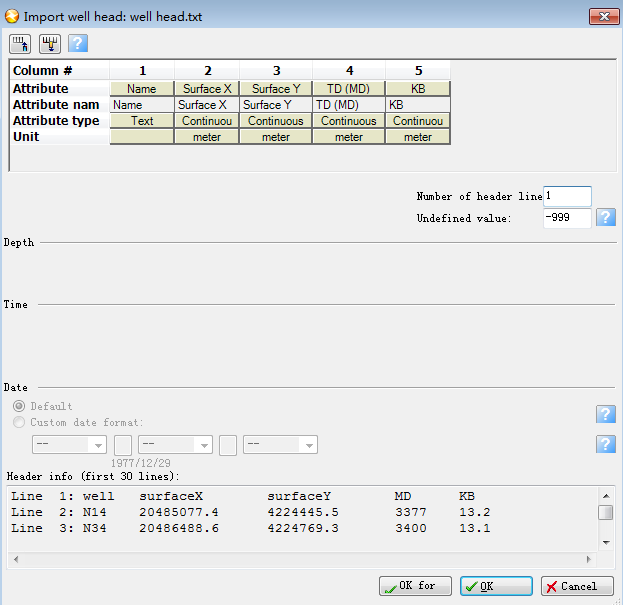 Import well head: well head.txt
?
Column # 1 2 3 4 5
Attribute Name Surface X Surface Y TD (MD) KB
Attribute nam Name Surface X Surface Y TD (MD) KB
Attribute type Text Continuou Continuous Continuous Continuou
Unit meter meter meter meter
Number of header line 1
Undefined value: -999 ?
Depth
Time
Date
Default ?
Custom date format:
-- -- -- ?
1977/12/29
Header info (first 30 lines):
Line 1: well surfaceX surfaceY MD KB
Line 2: N14 20485077.4 4224445.5 3377 13.2
Line 3: N34 20486488.6 4224769.3 3400 13.1
OK for OK Cancel